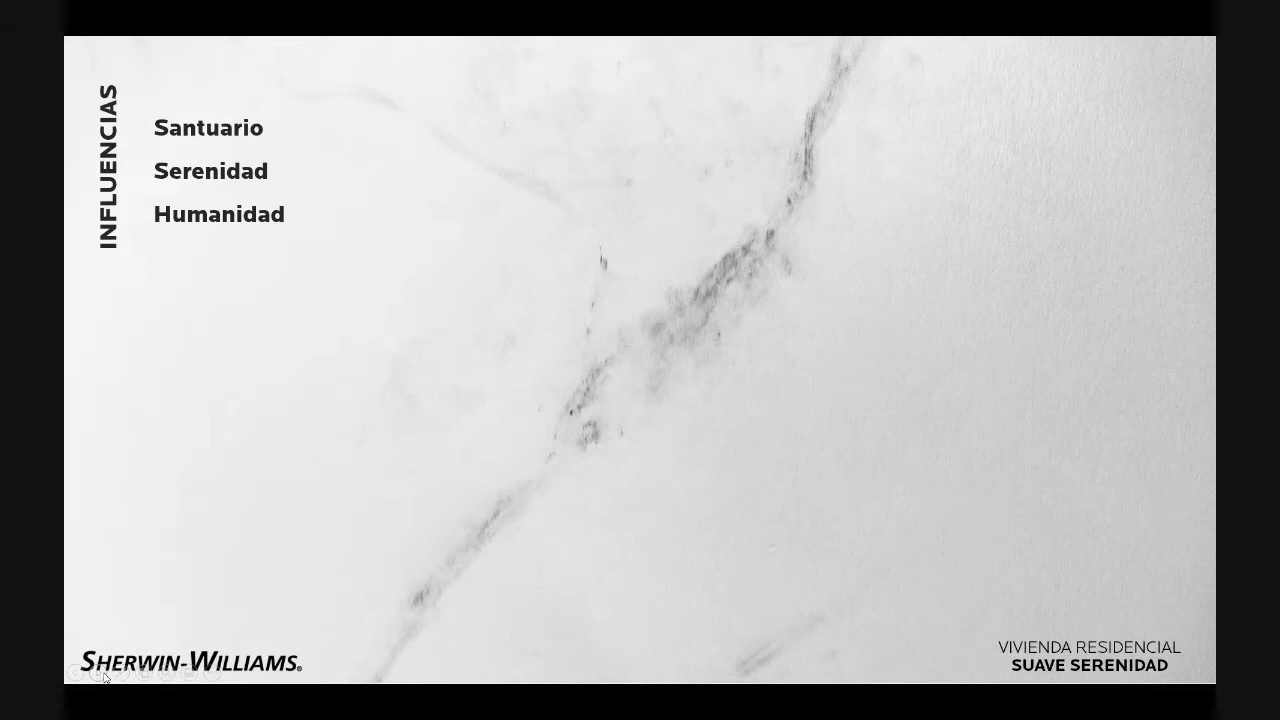 INFLUENCIAS
Santuario
Serenidad
Humanidad
SHERWIN-WILLIAMS®
VIVIENDA RESIDENCIAL
SUAVE SERENIDAD